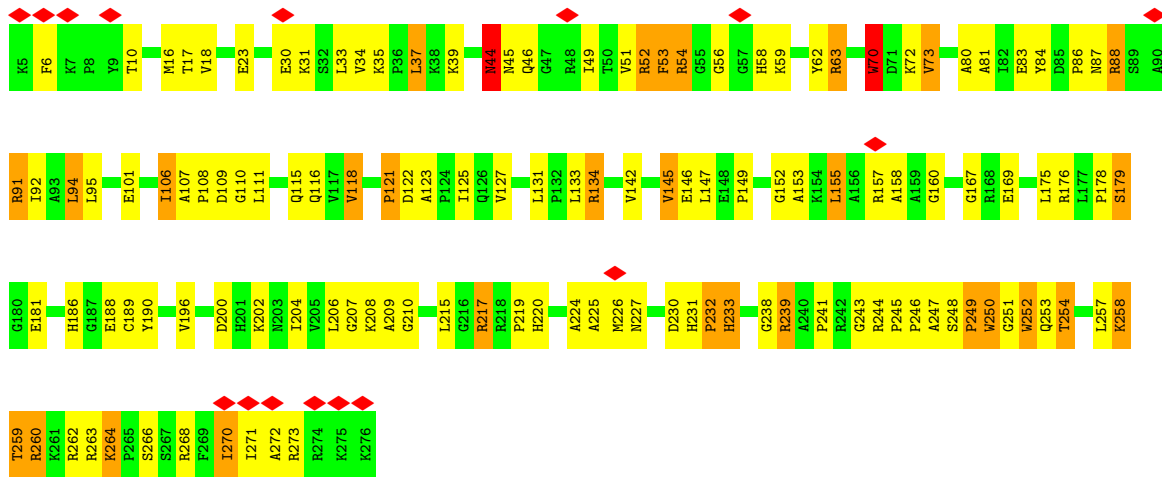 K5 F6 K7 P8 Y9 T10 M16 T17 V18 E23 E30 K31 S32 L33 V34 K35 P36 L37 K38 K39 N44 N45 Q46 G47 R48 I49 T50 V51 R52 F53 R54 G55 G56 G57 H58 K59 Y62 R63 W70 D71 K72 V73 A80 A81 I82 E83 Y84 D85 P86 N87 R88 S89 A90
R91 I92 A93 L94 L95 E101 I106 A107 P108 D109 G110 L111 Q115 Q116 V117 V118 P121 D122 A123 P124 I125 Q126 V127 L131 P132 L133 R134 V142 V145 E146 L147 E148 P149 G152 A153 K154 L155 A156 R157 A158 A159 G160 G167 R168 E169 L175 R176 L177 P178 S179
G180 E181 H186 G187 E188 C189 Y190 V196 D200 H201 K202 N203 I204 V205 L206 G207 K208 A209 G210 L215 G216 R217 R218 P219 H220 A224 A225 M226 N227 D230 H231 P232 H233 G238 R239 A240 P241 R242 G243 R244 P245 P246 A247 S248 P249 W250 G251 W252 Q253 T254 L257 K258
T259 R260 K261 R262 R263 K264 P265 S266 S267 R268 F269 I270 I271 A272 R273 R274 K275 K276